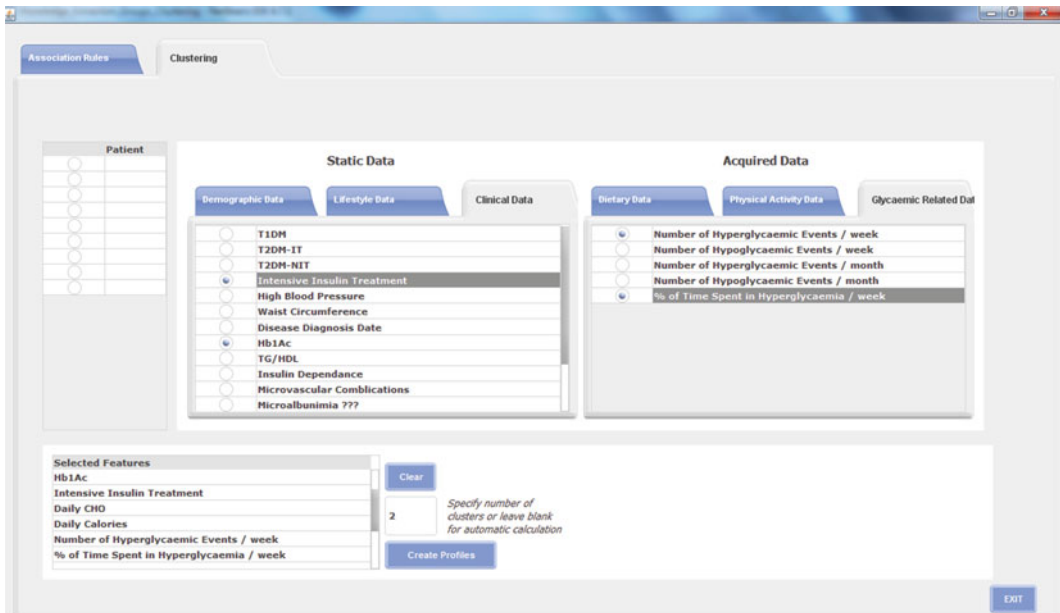 Association Rules
Clustering
Patient
Static Data
Acquired Data
Demographic Data
Lifestyle Data
Clinical Data
Dietary Data
Physical Activity Data
Glycaemic Related Dat
T1DM
T2DM-IT
T2DM-NIT
Intensive Insulin Treatment
High Blood Pressure
Waist Circumference
Disease Diagnosis Date
Hb1Ac
TG/HDL
Insulin Dependance
Microvascular Comblications
Microalbunimia ???
Number of Hyperglycaemic Events / week
Number of Hypoglycaemic Events / week
Number of Hyperglycaemic Events / month
Number of Hypoglycaemic Events / month
% of Time Spent in Hyperglycaemia / week
Selected Features
Hb1Ac
Intensive Insulin Treatment
Daily CHO
Daily Calories
Number of Hyperglycaemic Events / week
% of Time Spent in Hyperglycaemia / week
Clear
2
Specify number of
clusters or leave blank
for automatic calculation
Create Profiles
EXIT